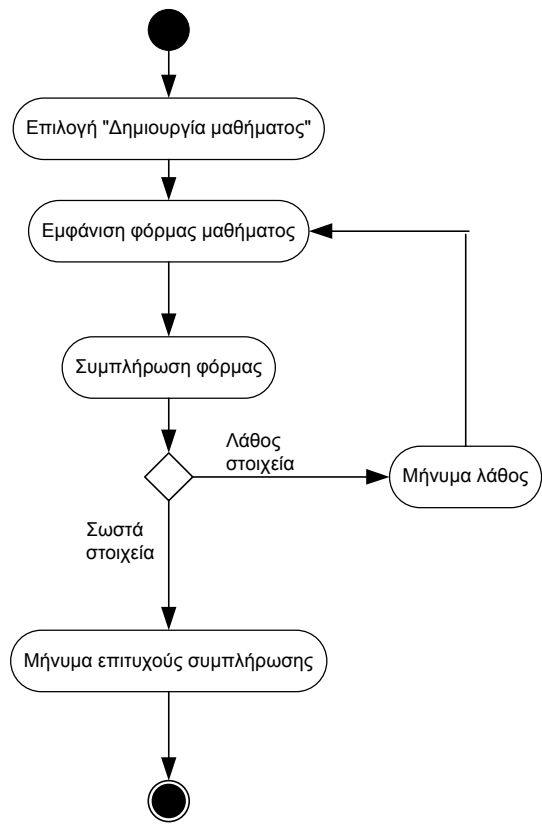 Επιλογή "Δημιουργία μαθήματος"
Εμφάνιση φόρμας μαθήματος
Συμπλήρωση φόρμας
Λάθος
στοιχεία
Μήνυμα λάθος
Σωστά
στοιχεία
Μήνυμα επιτυχούς συμπλήρωσης